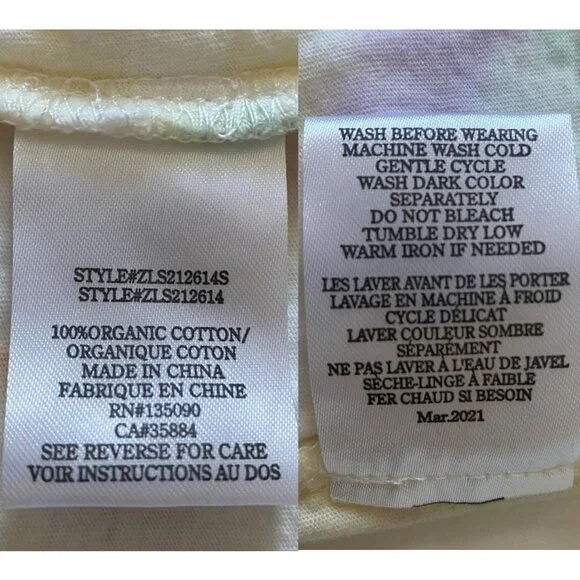 STYLE#ZLS212614S
STYLE#ZLS212614
100%ORGANIC COTTON/
ORGANIQUE COTON
MADE IN CHINA
FABRIQUE EN CHINE
RN#135090
CA#35884
SEE REVERSE FOR CARE
VOIR INSTRUCTIONS AU DOS
WASH BEFORE WEARING
MACHINE WASH COLD
GENTLE CYCLE
WASH DARK COLOR
SEPARATELY
DO NOT BLEACH
TUMBLE DRY LOW
WARM IRON IF NEEDED
LES LAVER AVANT DE LES PORTER
LAVAGE EN MACHINE À FROID
CYCLE DÉLICAT
LAVER COULEUR SOMBRE
SÉPARÉMENT
NE PAS LAVER À L'EAU DE JAVEL
SÈCHE-LINGE À FAIBLE
FER CHAUD SI BESOIN
Mar.2021